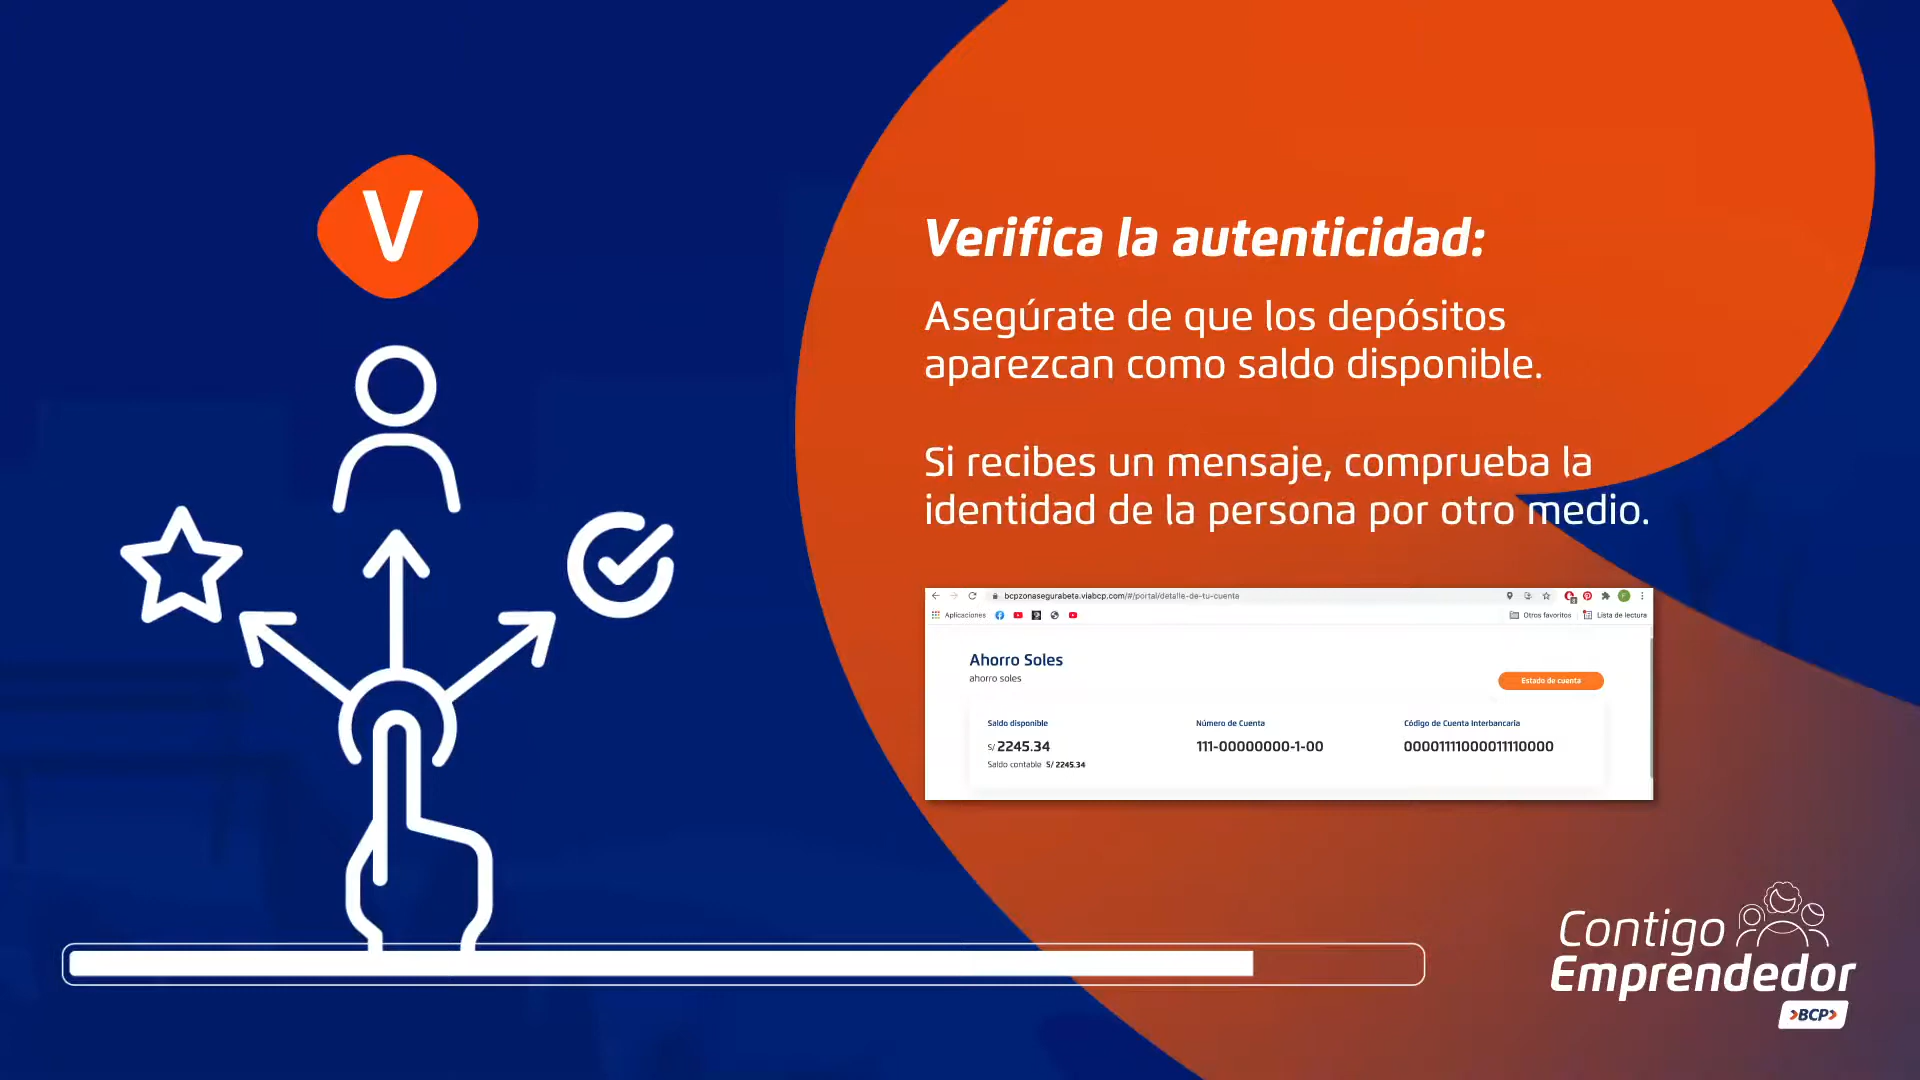 V
Verifica la autenticidad:
Asegúrate de que los depósitos
aparezcan como saldo disponible.
Si recibes un mensaje, comprueba la
identidad de la persona por otro medio.
bcpzonasegurabeta.viabcp.com/#/portal/detalle-de-tu-cuenta
Aplicaciones
Otros favoritos
Lista de lectura
Ahorro Soles
ahorro soles
Estado de cuenta
Saldo disponible
Número de Cuenta
Código de Cuenta Interbancaria
S/ 2245.34
111-00000000-1-00
00001111000011110000
Saldo contable S/ 2245.34
Contigo
Emprendedor
BCP